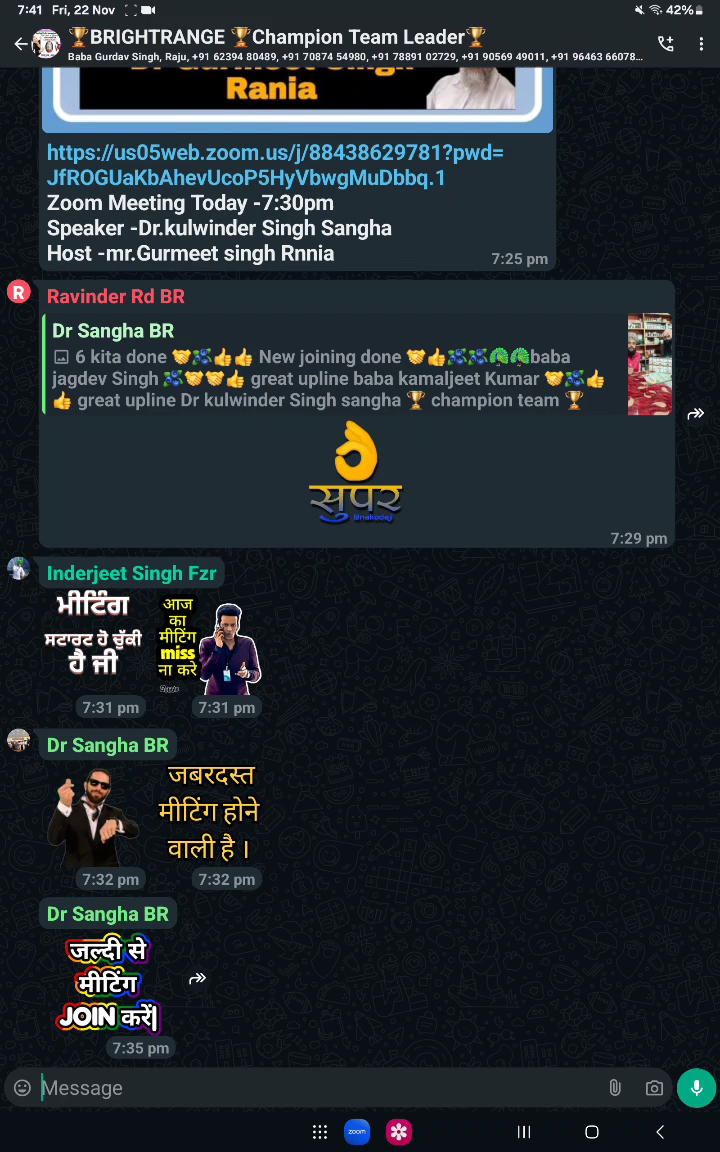 7:41 Fri, 22 Nov 42%
🏆BRIGHTRANGE 🏆Champion Team Leader🏆
Baba Gurdav Singh, Raju, +91 62394 80489, +91 70874 54980, +91 78891 02729, +91 90569 49011, +91 96463 66078...
Rania
https://us05web.zoom.us/j/88438629781?pwd=
JfROGUaKbAhevUcoP5HyVbwgMuDbbq.1
Zoom Meeting Today -7:30pm
Speaker -Dr.kulwinder Singh Sangha
Host -mr.Gurmeet singh Rnnia
7:25 pm
R
Ravinder Rd BR
Dr Sangha BR
6 kita done 🤝🫐👍👍 New joining done 🤝👍🫐🫐🦚🦚baba
jagdev Singh 🫐🤝🤝👍 great upline baba kamaljeet Kumar 🤝🫐👍
👍 great upline Dr kulwinder Singh sangha 🏆 champion team 🏆
सुपर
7:29 pm
Inderjeet Singh Fzr
ਮੀਟਿੰਗ
ਸਟਾਰਟ ਹੋ ਚੁੱਕੀ
ਹੈ ਜੀ
7:31 pm
आज
का
मीटिंग
miss
ना करे
7:31 pm
Dr Sangha BR
7:32 pm
जबरदस्त
मीटिंग होने
वाली है ।
7:32 pm
Dr Sangha BR
जल्दी से
मीटिंग
JOIN करें|
7:35 pm
Message
zoom